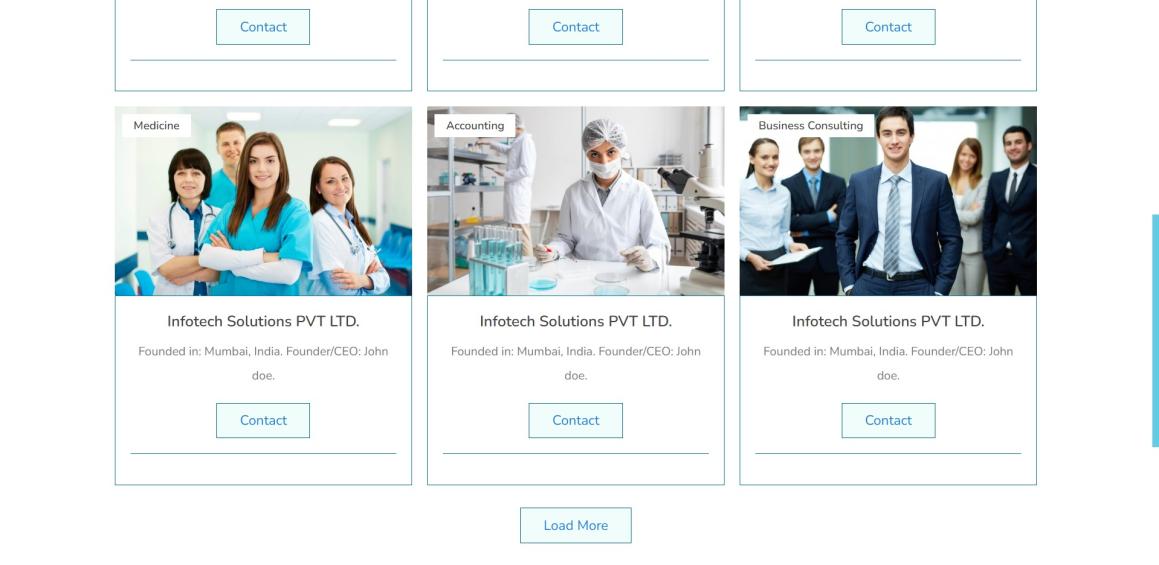 Contact
Contact
Contact
Medicine
Accounting
Business Consulting
Infotech Solutions PVT LTD.
Infotech Solutions PVT LTD.
Infotech Solutions PVT LTD.
Founded in: Mumbai, India. Founder/CEO: John
doe.
Founded in: Mumbai, India. Founder/CEO: John
doe.
Founded in: Mumbai, India. Founder/CEO: John
doe.
Contact
Contact
Contact
Load More